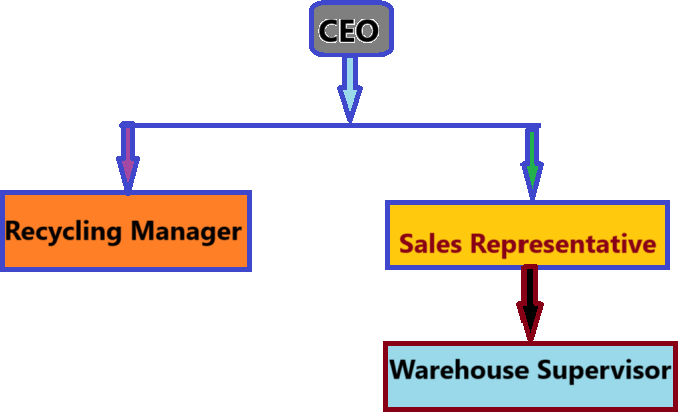 CEO
Recycling Manager
Sales Representative
Warehouse Supervisor